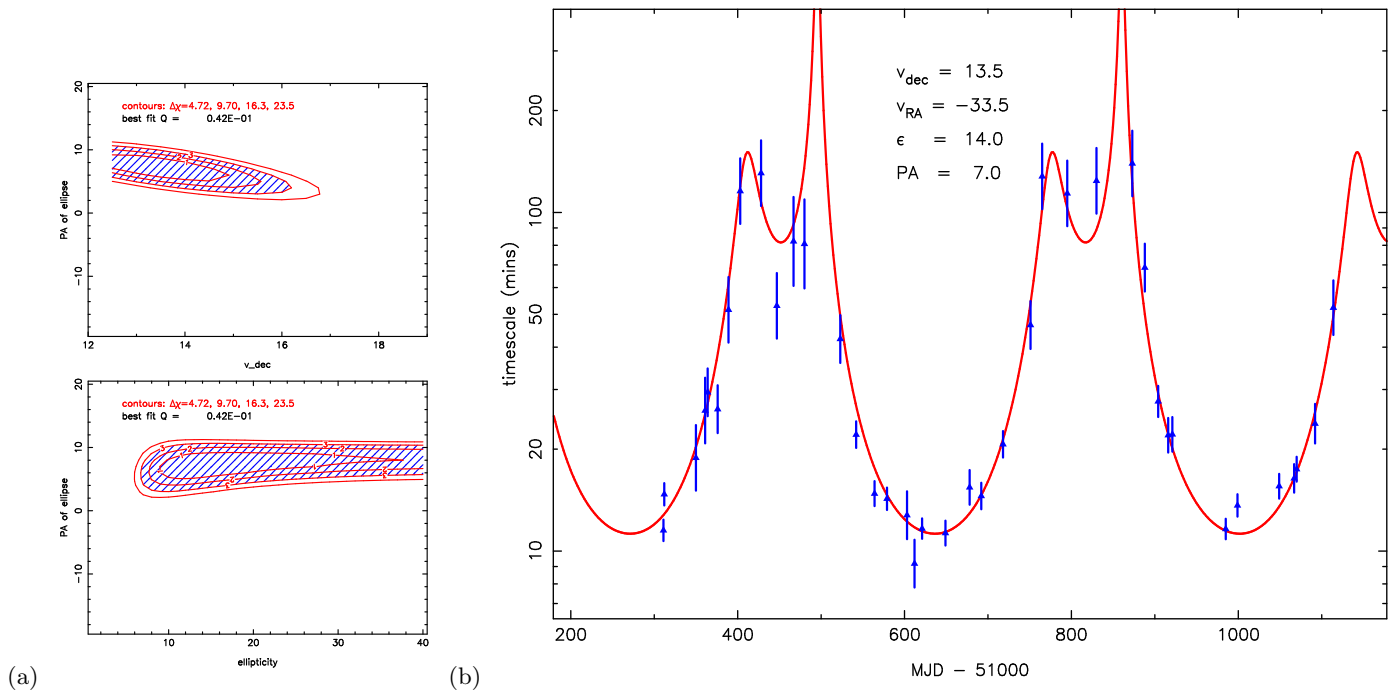 contours: Δχ=4.72, 9.70, 16.3, 23.5
best fit Q = 0.42E-01
PA of ellipse
20
10
0
−10
12 14 16 18
v_dec
contours: Δχ=4.72, 9.70, 16.3, 23.5
best fit Q = 0.42E-01
PA of ellipse
20
10
0
−10
10 20 30 40
ellipticity
(a)
v_dec = 13.5
v_RA = −33.5
ϵ = 14.0
PA = 7.0
timescale (mins)
200
100
50
20
10
200 400 600 800 1000
MJD − 51000
(b)